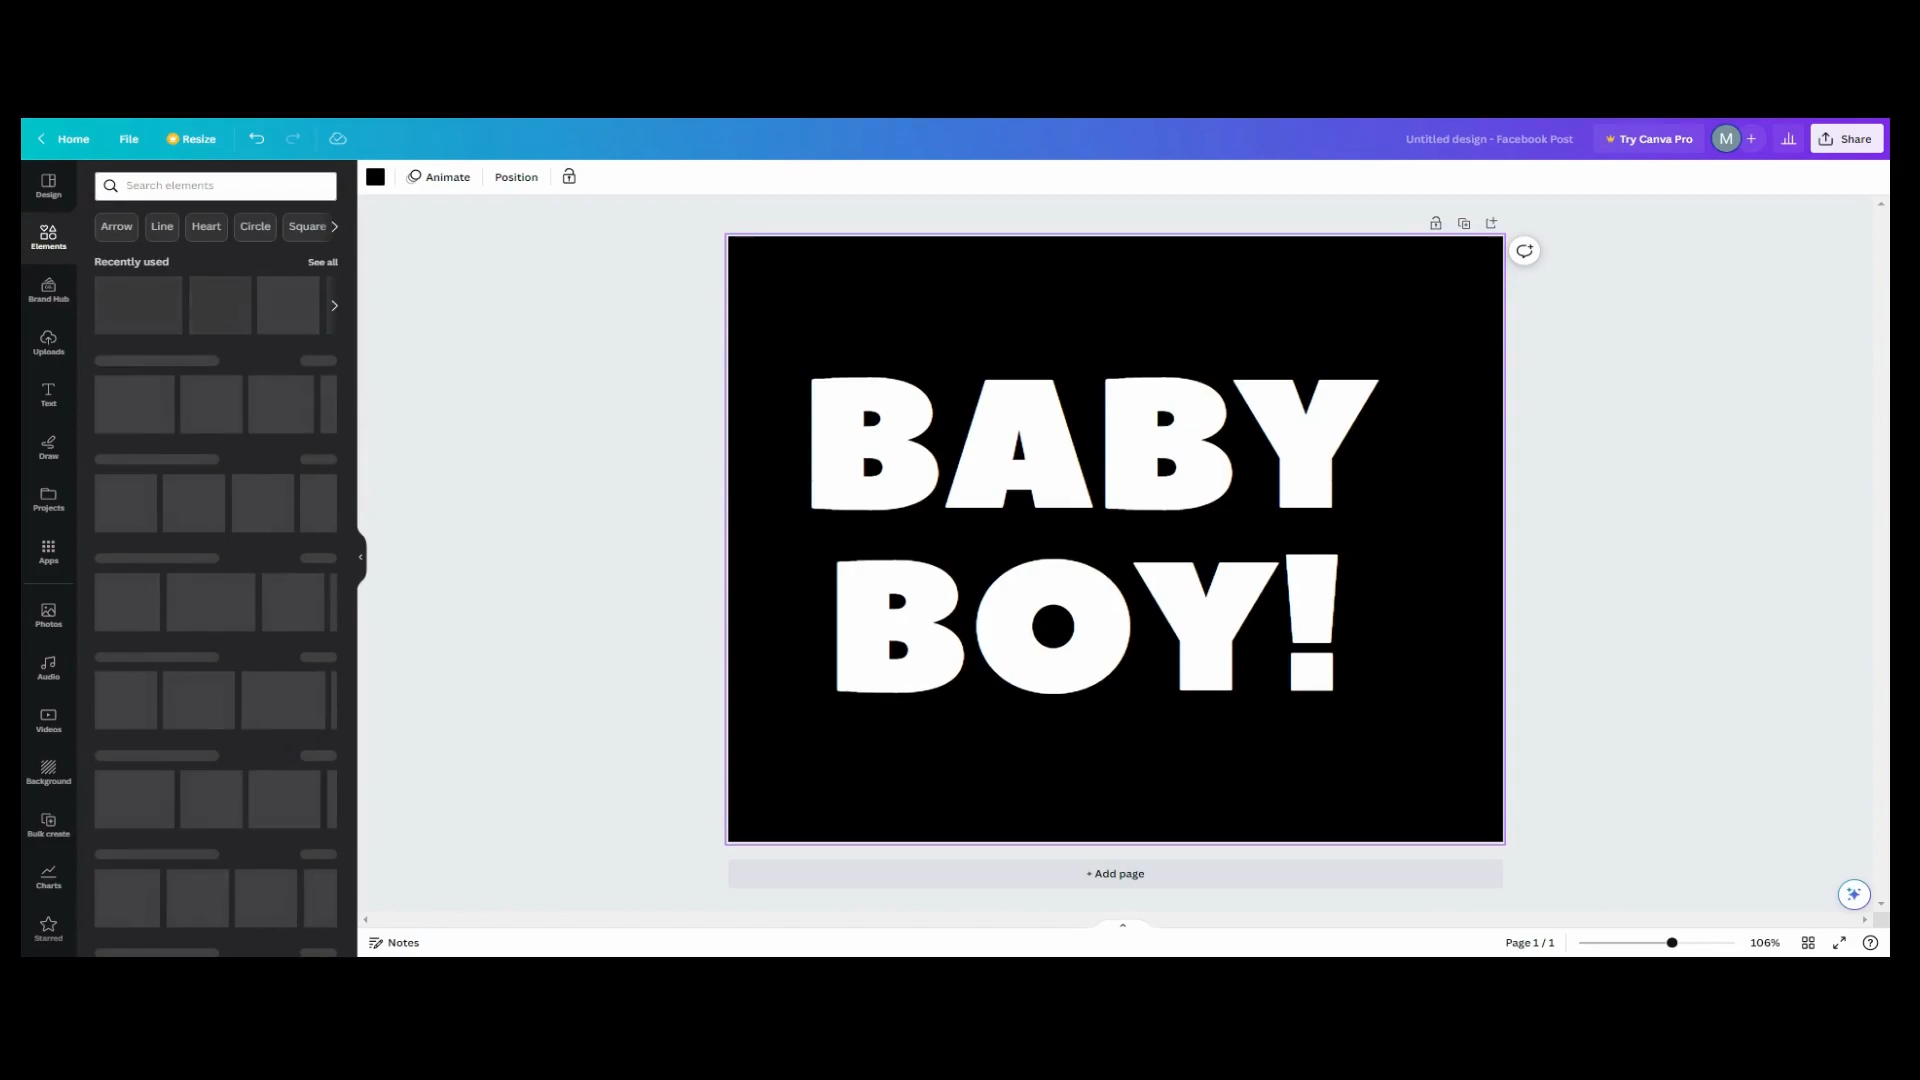 Home File Resize Untitled design - Facebook Post Try Canva Pro M + Share
Design
Elements
Brand Hub
Uploads
Text
Draw
Projects
Apps
Photos
Audio
Videos
Background
Bulk create
Charts
Starred
Search elements
Arrow Line Heart Circle Square
Recently used See all
Animate Position
BABY
BOY!
+ Add page
Notes Page 1 / 1 106% ?